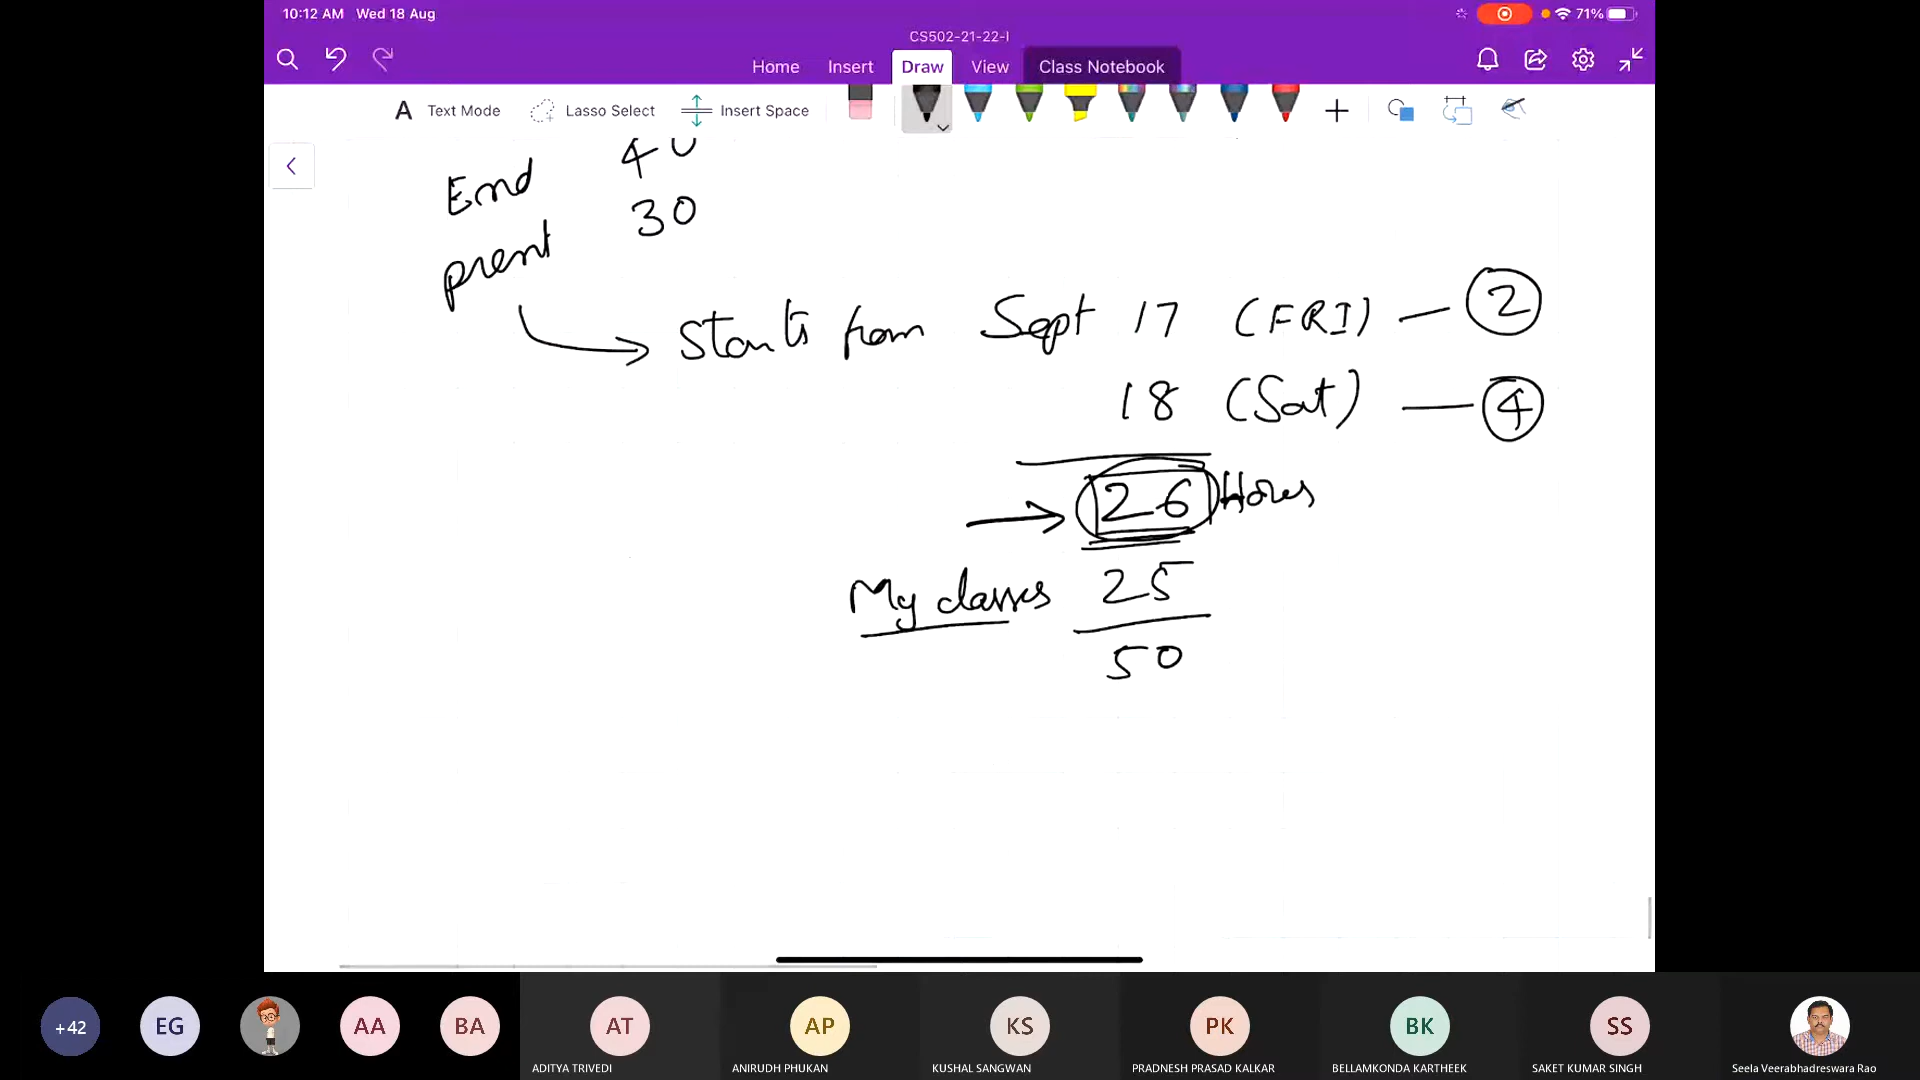 10:12 AM Wed 18 Aug
71%
CS502-21-22-I
Home Insert Draw View Class Notebook
A Text Mode Lasso Select Insert Space
End 40
present 30
Starts from Sept 17 (FRI) — 2
18 (Sat) — 4
26 Hours
My classes 25
50
+42 EG AA BA AT AP KS PK BK SS
ADITYA TRIVEDI ANIRUDH PHUKAN KUSHAL SANGWAN PRADNESH PRASAD KALKAR BELLAMKONDA KARTHEEK SAKET KUMAR SINGH Seela Veerabhadreswara Rao